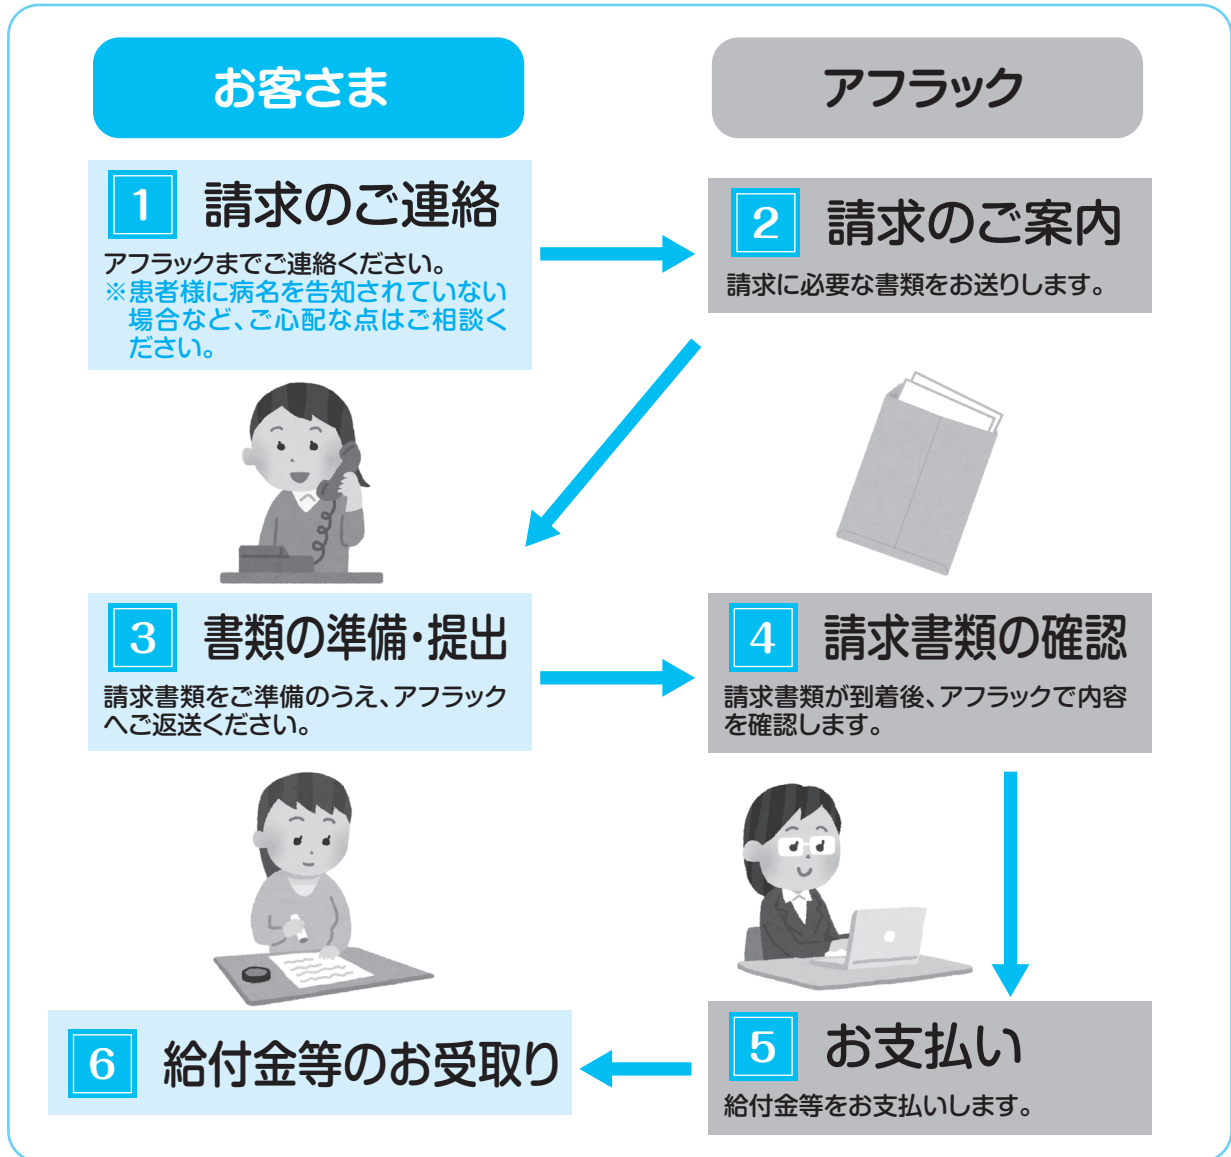 お客さま
アフラック
1 請求のご連絡
アフラックまでご連絡ください。
※患者様に病名を告知されていない
場合など、ご心配な点はご相談く
ださい。
2 請求のご案内
請求に必要な書類をお送りします。
3 書類の準備・提出
請求書類をご準備のうえ、アフラック
へご返送ください。
4 請求書類の確認
請求書類が到着後、アフラックで内容
を確認します。
5 お支払い
給付金等をお支払いします。
6 給付金等のお受取り